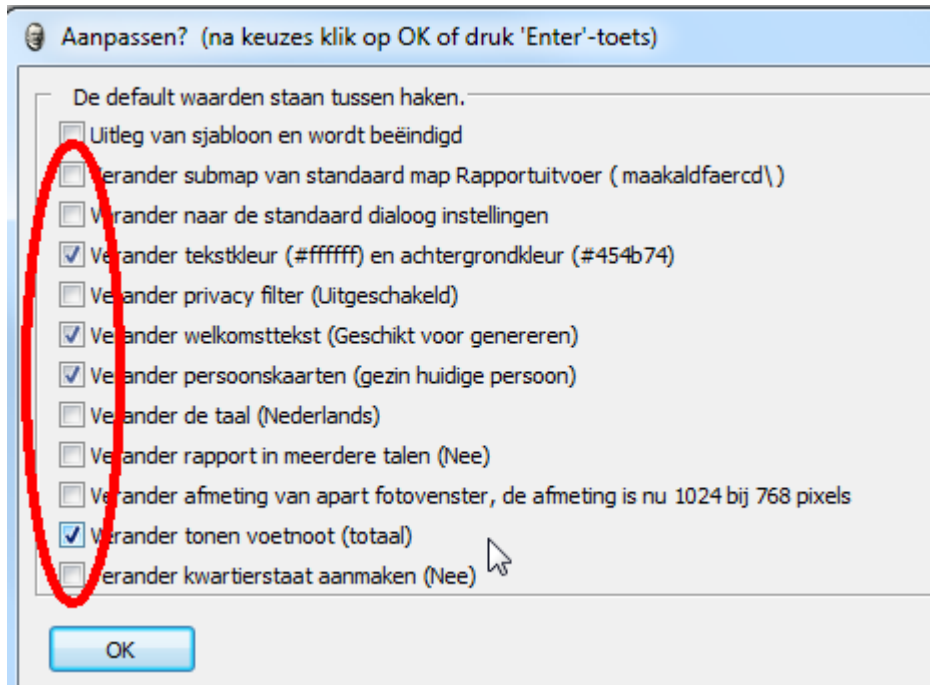 Aanpassen? (na keuzes klik op OK of druk 'Enter'-toets)
De default waarden staan tussen haken.
Uitleg van sjabloon en wordt beëindigd
Verander submap van standaard map Rapportuitvoer ( maakaldfaercd\ )
Verander naar de standaard dialoog instellingen
Verander tekstkleur (#ffffff) en achtergrondkleur (#454b74)
Verander privacy filter (Uitgeschakeld)
Verander welkomsttekst (Geschikt voor genereren)
Verander persoonskaarten (gezin huidige persoon)
Verander de taal (Nederlands)
Verander rapport in meerdere talen (Nee)
Verander afmeting van apart fotovenster, de afmeting is nu 1024 bij 768 pixels
Verander tonen voetnoot (totaal)
Verander kwartierstaat aanmaken (Nee)
OK